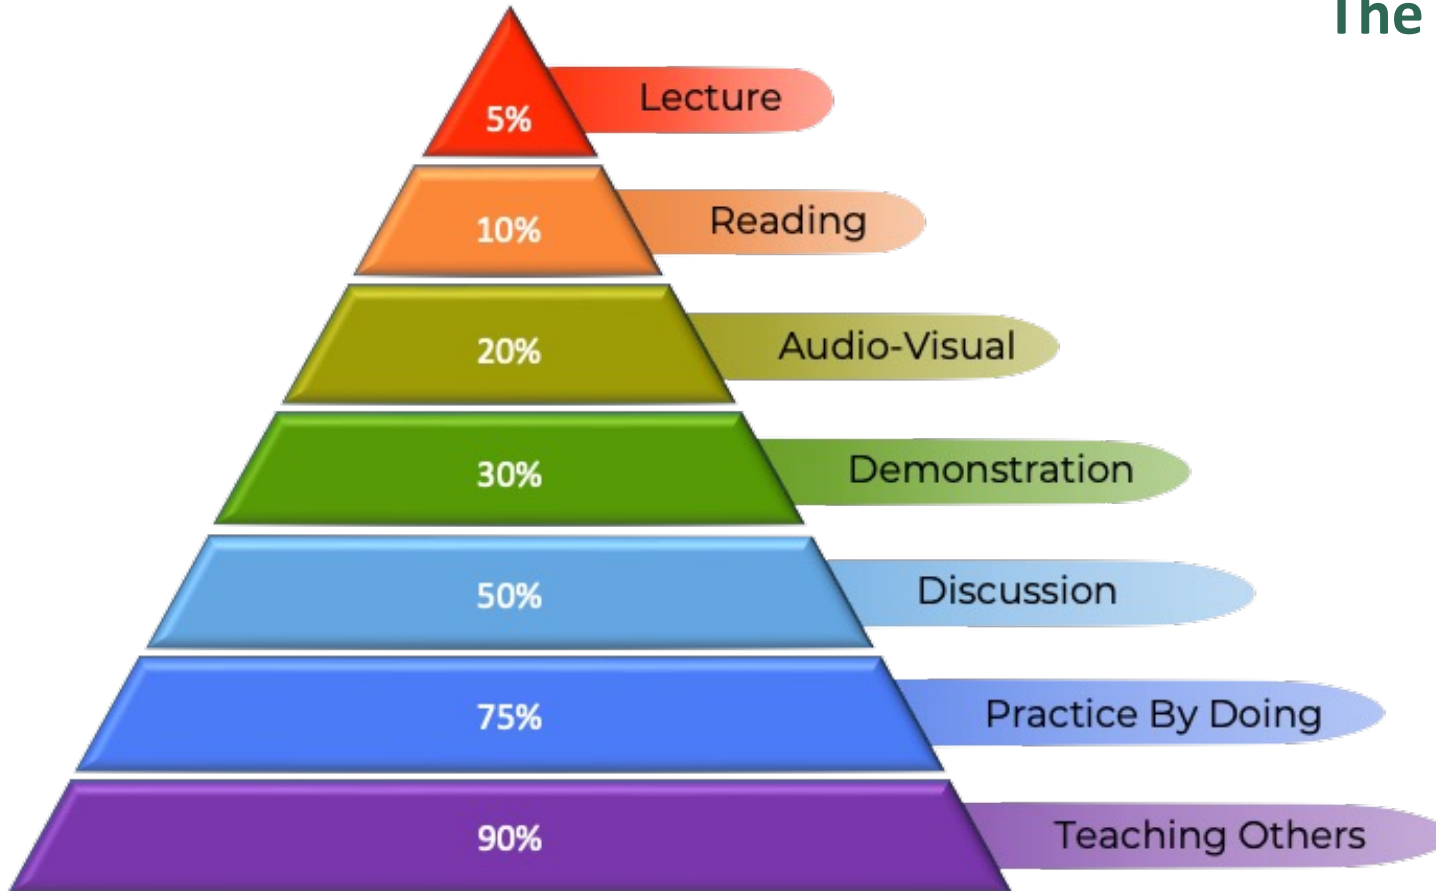 The
5% Lecture
10% Reading
20% Audio-Visual
30% Demonstration
50% Discussion
75% Practice By Doing
90% Teaching Others